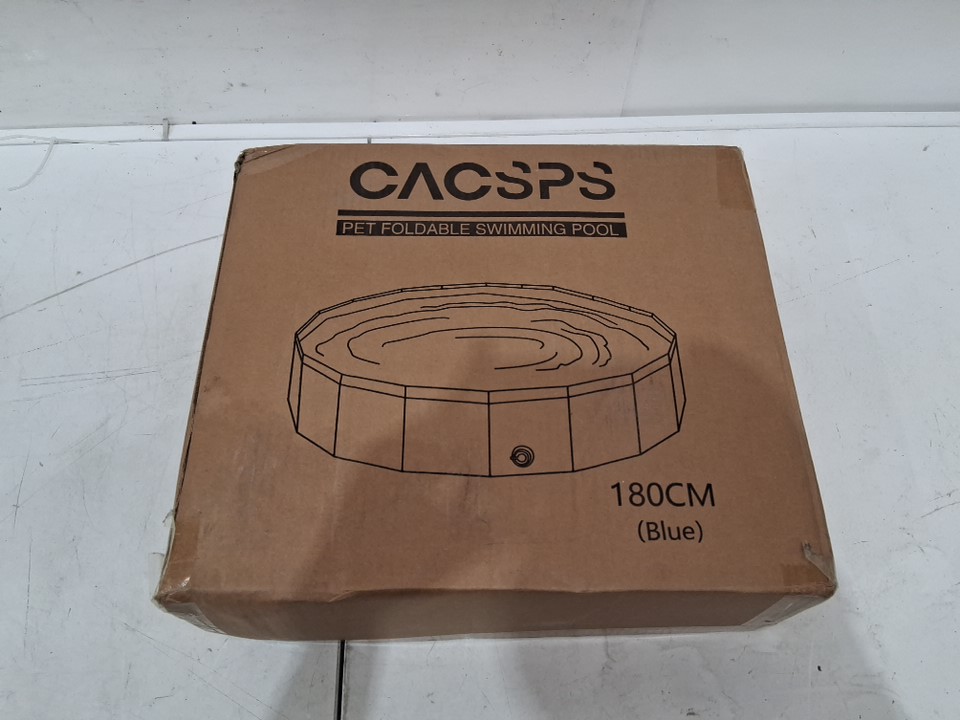 CACSPS
PET FOLDABLE SWIMMING POOL
180CM
(Blue)